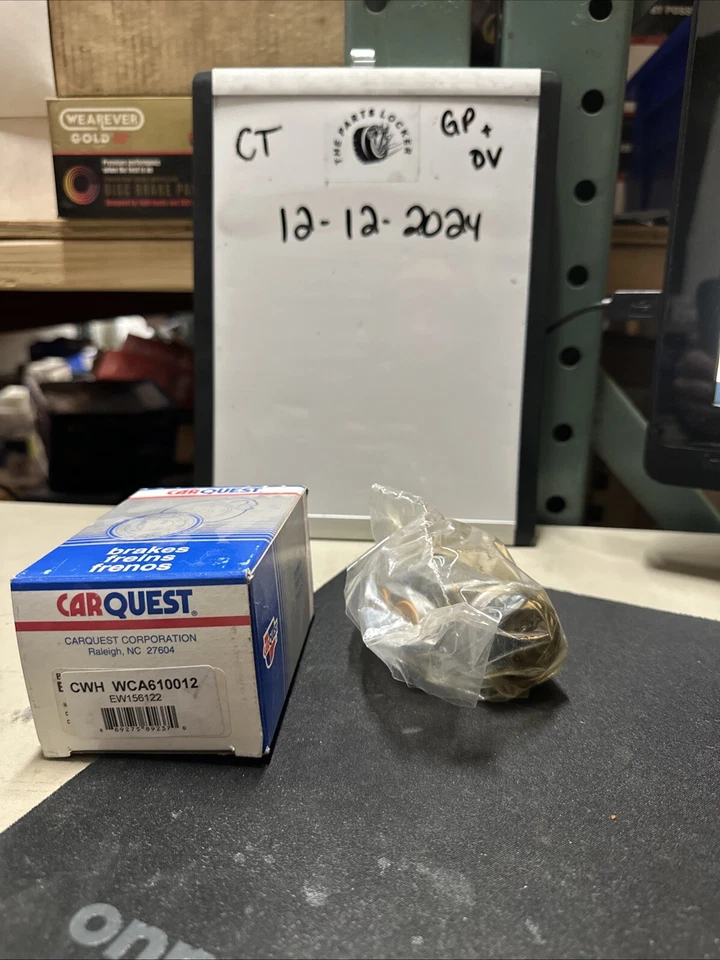 WEAREVER
GOLD
DISC BRAKE PA
CT
THE PARTS LOCKER
GP +
DV
12-12-2024
CARQUEST
brakes
freins
frenos
CARQUEST
CARQUEST CORPORATION
Raleigh, NC 27604
CWH WCA610012
EW156122